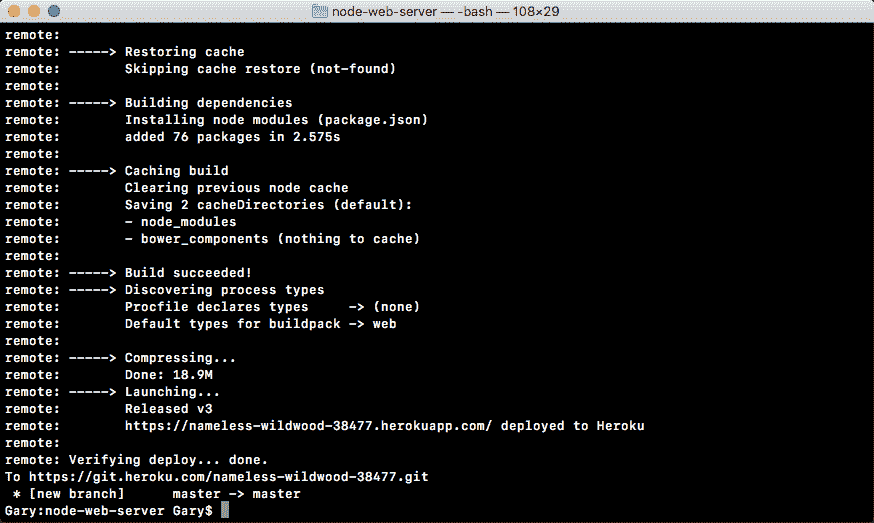 node-web-server — -bash — 108×29
remote:
remote: -----> Restoring cache
remote:        Skipping cache restore (not-found)
remote:
remote: -----> Building dependencies
remote:        Installing node modules (package.json)
remote:        added 76 packages in 2.575s
remote:
remote: -----> Caching build
remote:        Clearing previous node cache
remote:        Saving 2 cacheDirectories (default):
remote:        - node_modules
remote:        - bower_components (nothing to cache)
remote:
remote: -----> Build succeeded!
remote: -----> Discovering process types
remote:        Procfile declares types     -> (none)
remote:        Default types for buildpack -> web
remote:
remote: -----> Compressing...
remote:        Done: 18.9M
remote: -----> Launching...
remote:        Released v3
remote:        https://nameless-wildwood-38477.herokuapp.com/ deployed to Heroku
remote:
remote: Verifying deploy... done.
To https://git.heroku.com/nameless-wildwood-38477.git
 * [new branch]      master -> master
Gary:node-web-server Gary$